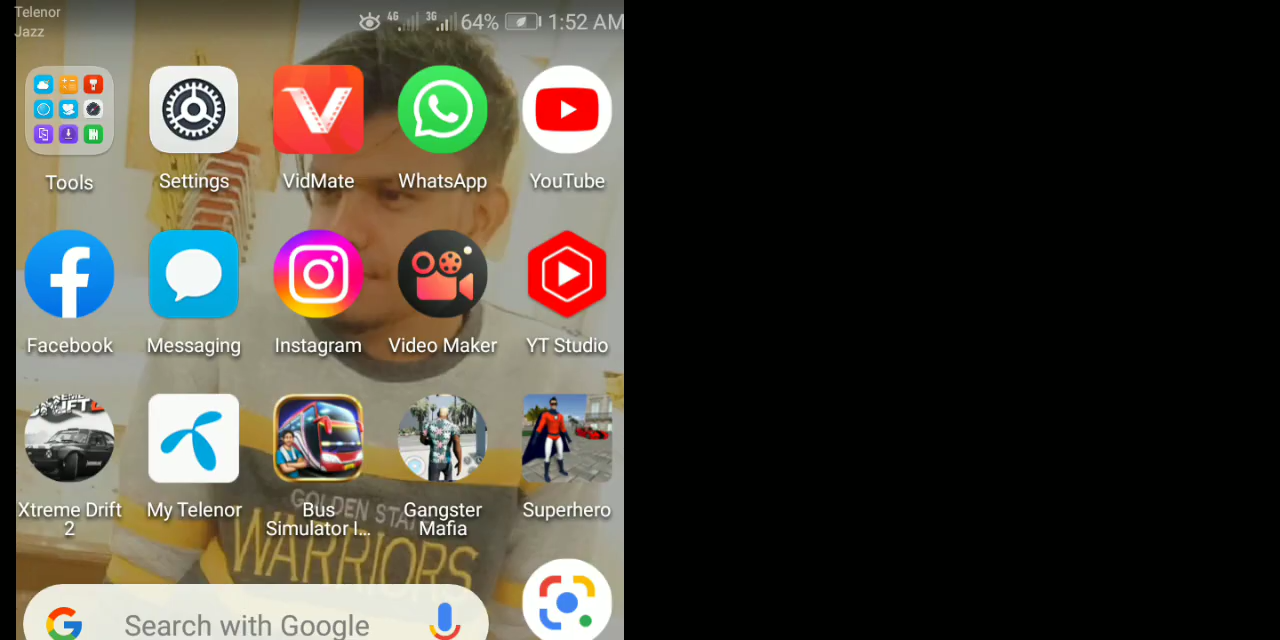 Telenor
Jazz
4G 3G 64% 1:52 AM
Tools Settings VidMate WhatsApp YouTube
Facebook Messaging Instagram Video Maker YT Studio
Xtreme Drift 2 My Telenor Bus Simulator I... Gangster Mafia Superhero
GOLDEN STA
WARRIORS
Search with Google